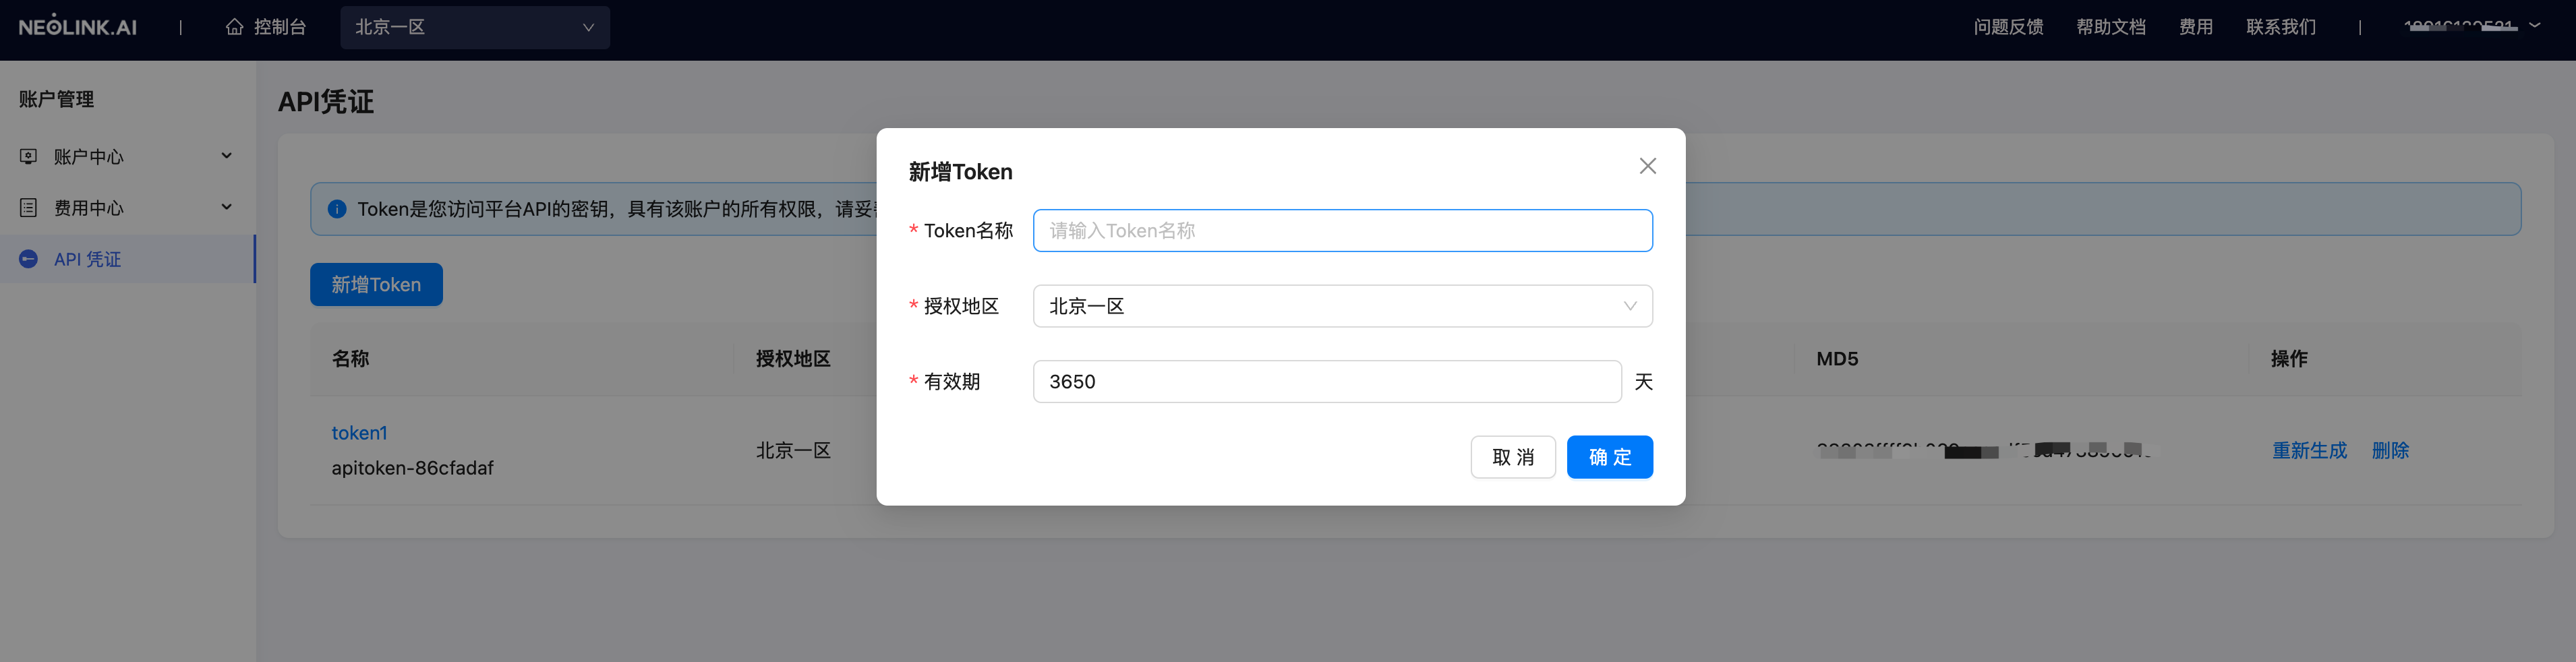 NEOLINK.AI | 控制台 北京一区 问题反馈 帮助文档 费用 联系我们 |
账户管理
账户中心
费用中心
API 凭证
API凭证
Token是您访问平台API的密钥，具有该账户的所有权限，请妥
新增Token
名称 授权地区 MD5 操作
token1
apitoken-86cfadaf
北京一区
重新生成 删除
新增Token
* Token名称 请输入Token名称
* 授权地区 北京一区
* 有效期 3650 天
取 消 确 定